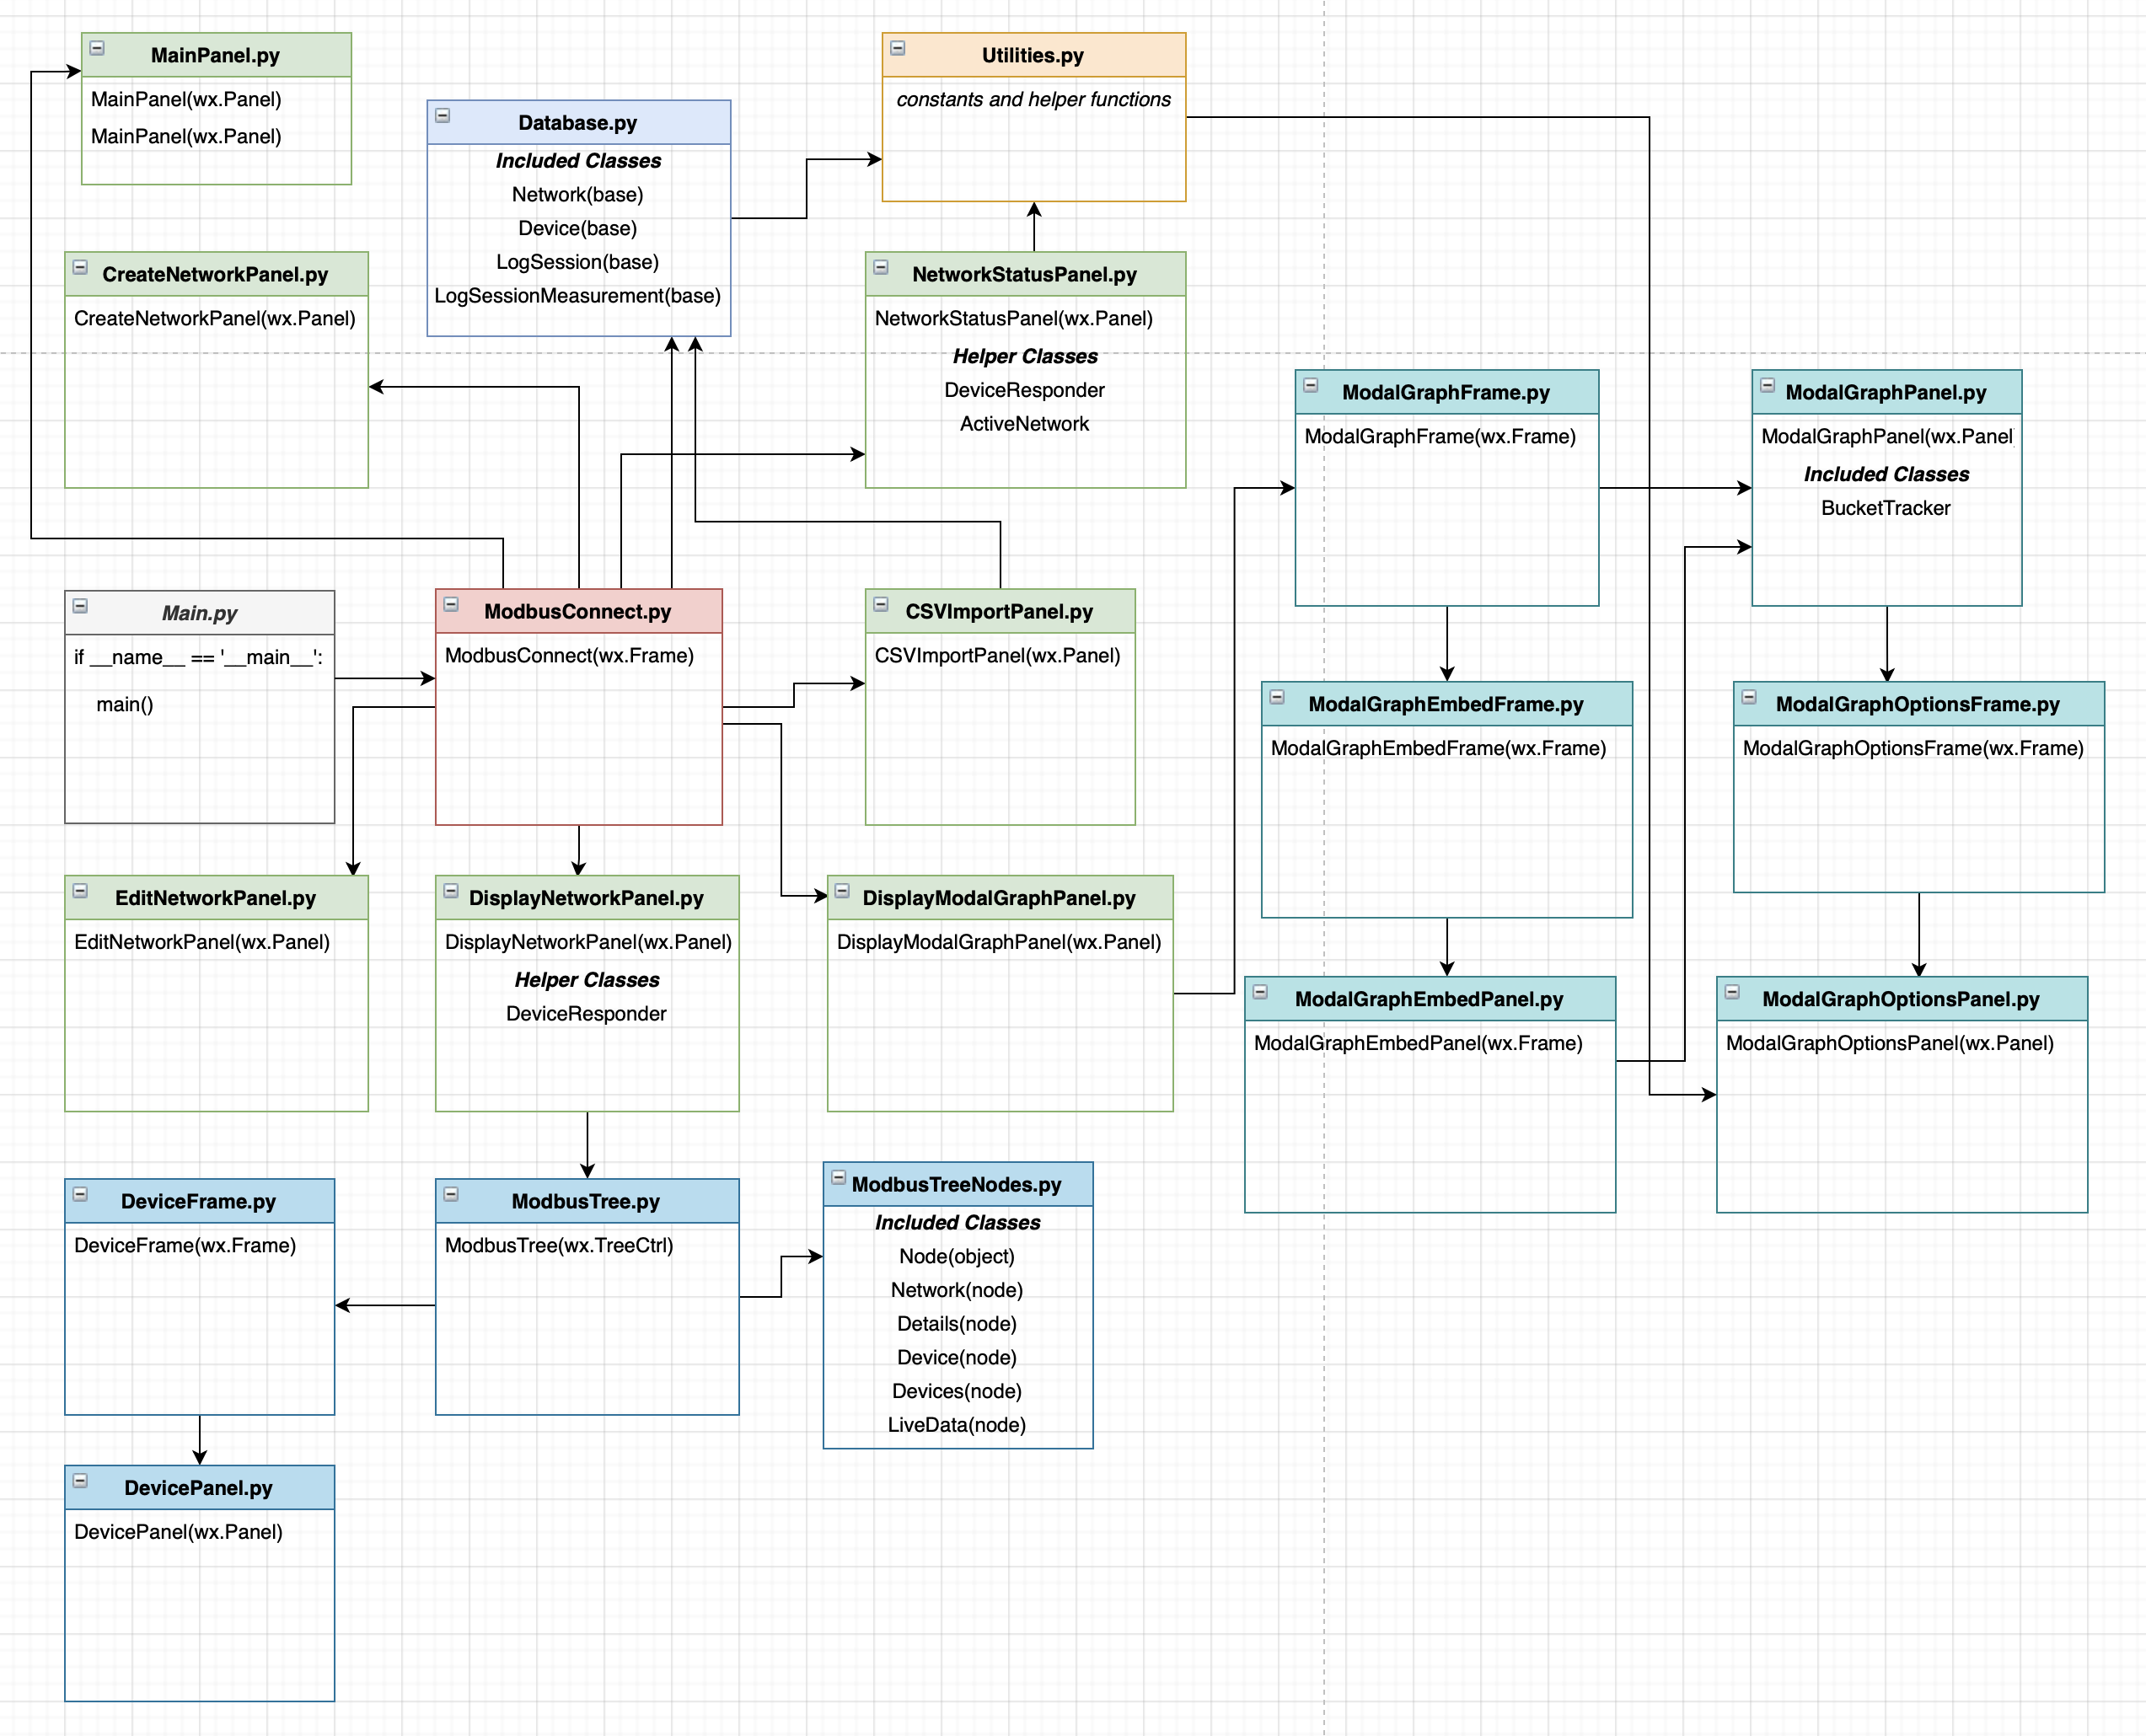 MainPanel.py
MainPanel(wx.Panel)
MainPanel(wx.Panel)
Database.py
Included Classes
Network(base)
Device(base)
LogSession(base)
LogSessionMeasurement(base)
Utilities.py
constants and helper functions
CreateNetworkPanel.py
CreateNetworkPanel(wx.Panel)
NetworkStatusPanel.py
NetworkStatusPanel(wx.Panel)
Helper Classes
DeviceResponder
ActiveNetwork
ModalGraphFrame.py
ModalGraphFrame(wx.Frame)
ModalGraphPanel.py
ModalGraphPanel(wx.Panel
Included Classes
BucketTracker
Main.py
if __name__ == '__main__':
main()
ModbusConnect.py
ModbusConnect(wx.Frame)
CSVImportPanel.py
CSVImportPanel(wx.Panel)
ModalGraphEmbedFrame.py
ModalGraphEmbedFrame(wx.Frame)
ModalGraphOptionsFrame.py
ModalGraphOptionsFrame(wx.Frame)
EditNetworkPanel.py
EditNetworkPanel(wx.Panel)
DisplayNetworkPanel.py
DisplayNetworkPanel(wx.Panel)
Helper Classes
DeviceResponder
DisplayModalGraphPanel.py
DisplayModalGraphPanel(wx.Panel)
ModalGraphEmbedPanel.py
ModalGraphEmbedPanel(wx.Frame)
ModalGraphOptionsPanel.py
ModalGraphOptionsPanel(wx.Panel)
DeviceFrame.py
DeviceFrame(wx.Frame)
ModbusTree.py
ModbusTree(wx.TreeCtrl)
ModbusTreeNodes.py
Included Classes
Node(object)
Network(node)
Details(node)
Device(node)
Devices(node)
LiveData(node)
DevicePanel.py
DevicePanel(wx.Panel)